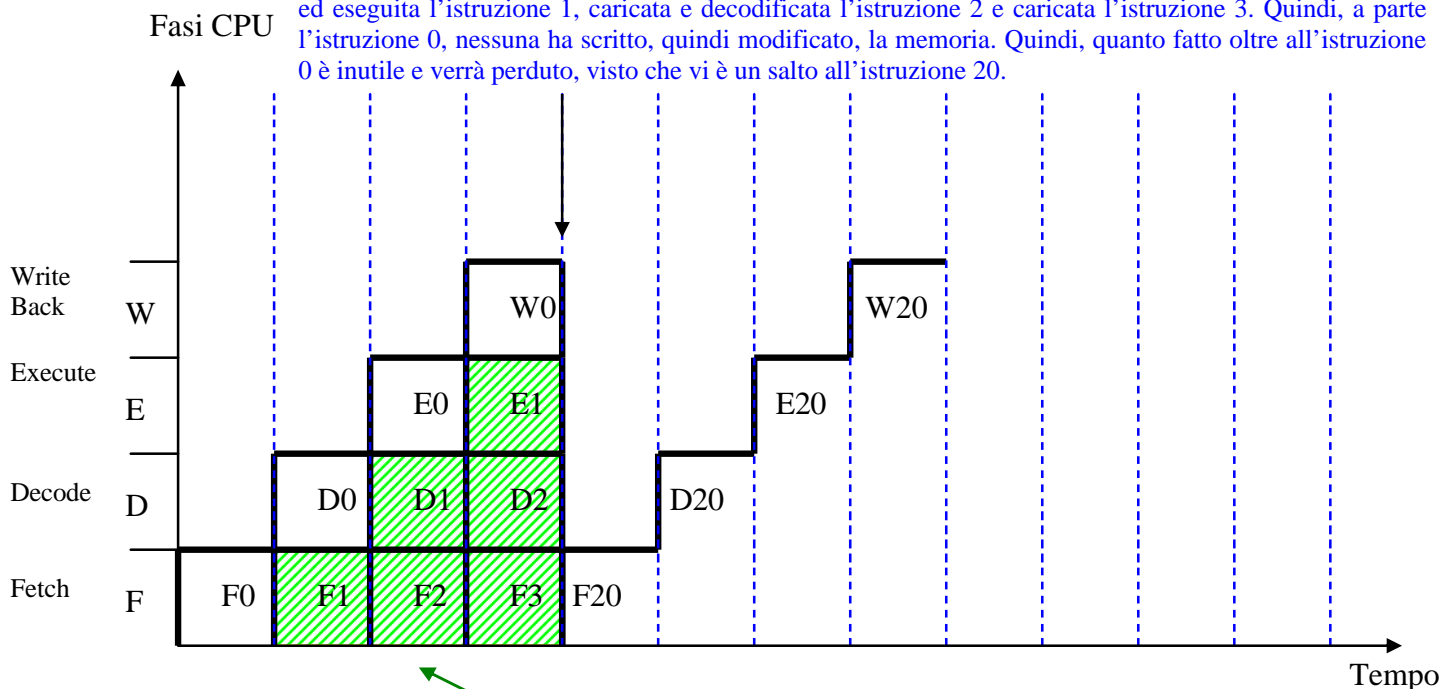 ed eseguita l’istruzione 1, caricata e decodificata l’istruzione 2 e caricata l’istruzione 3. Quindi, a parte
Fasi CPU
l’istruzione 0, nessuna ha scritto, quindi modificato, la memoria. Quindi, quanto fatto oltre all’istruzione
0 è inutile e verrà perduto, visto che vi è un salto all’istruzione 20.
Write
Back
W
W0
W20
Execute
E
E0
E1
E20
Decode
D
D0
D1
D2
D20
Fetch
F
F0
F1
F2
F3
F20
Tempo